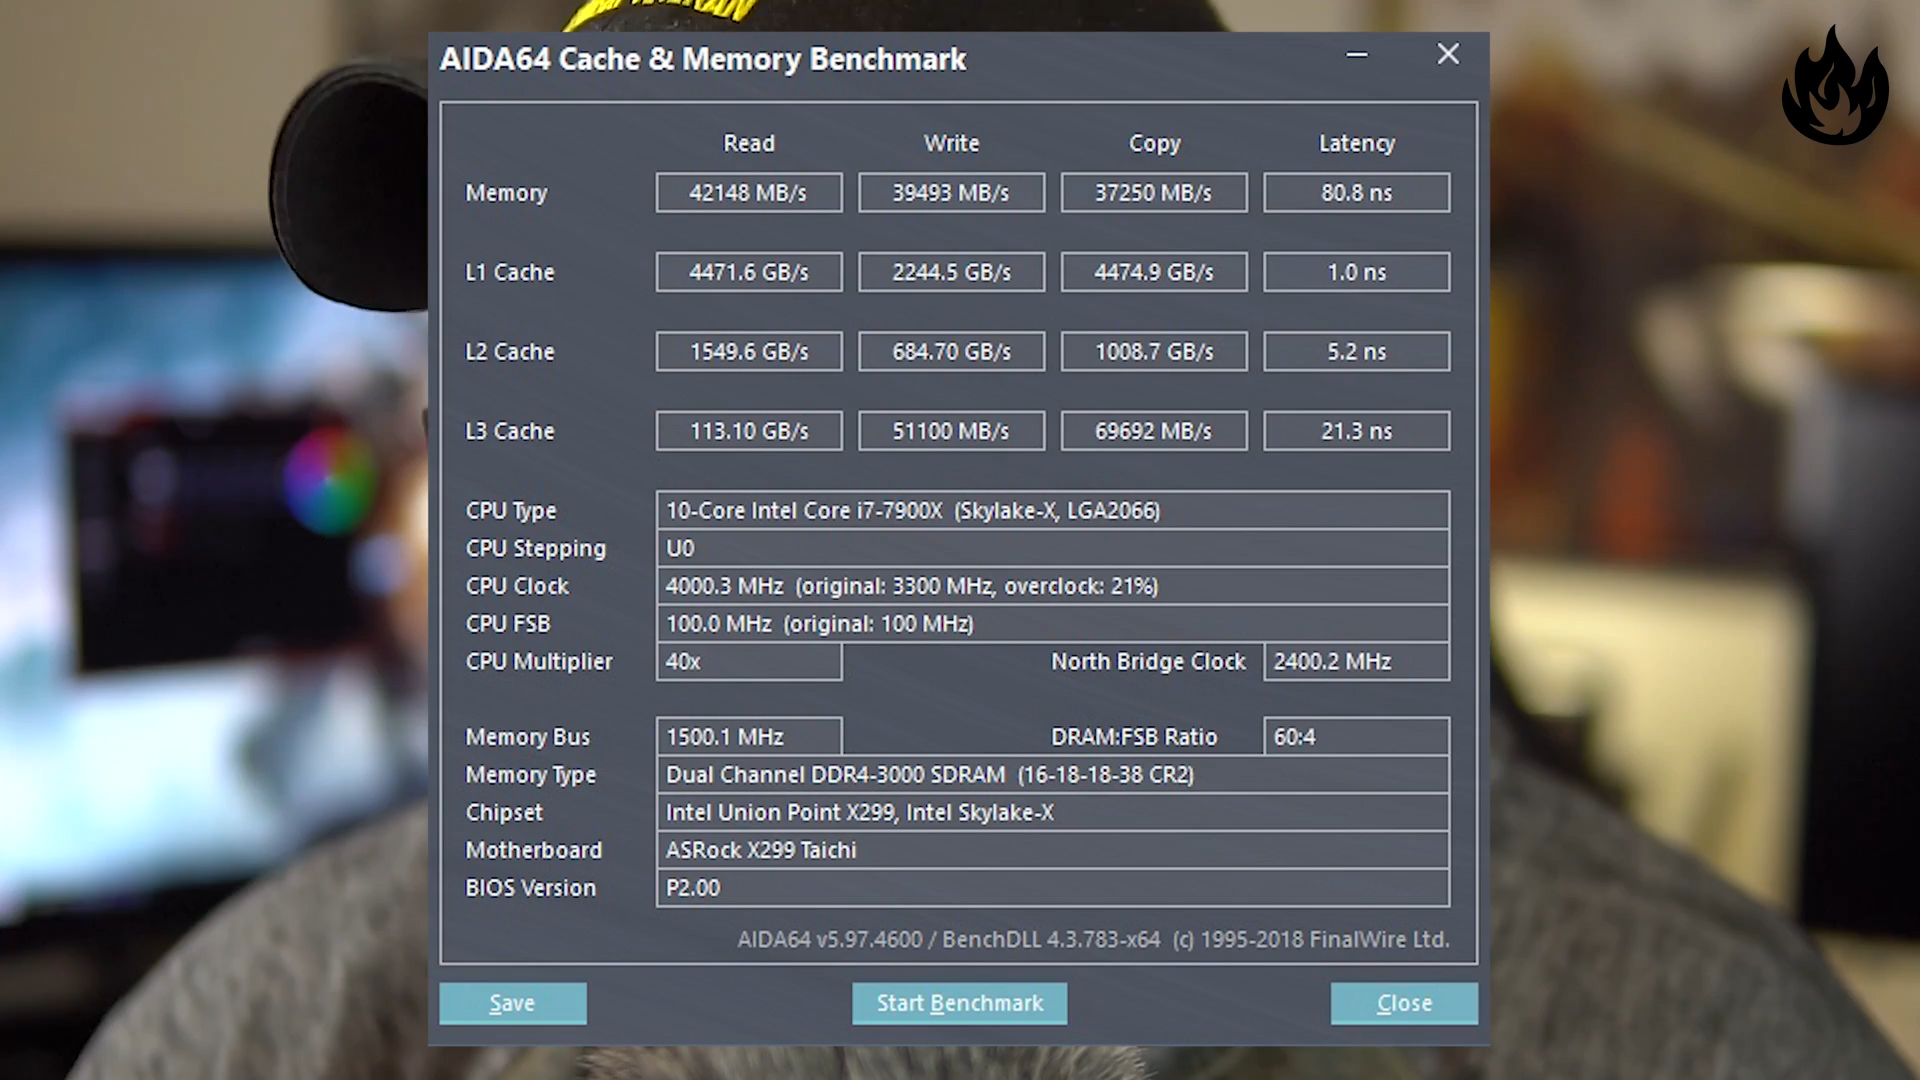 AIDA64 Cache & Memory Benchmark
Read Write Copy Latency
Memory 42148 MB/s 39493 MB/s 37250 MB/s 80.8 ns
L1 Cache 4471.6 GB/s 2244.5 GB/s 4474.9 GB/s 1.0 ns
L2 Cache 1549.6 GB/s 684.70 GB/s 1008.7 GB/s 5.2 ns
L3 Cache 113.10 GB/s 51100 MB/s 69692 MB/s 21.3 ns
CPU Type 10-Core Intel Core i7-7900X (Skylake-X, LGA2066)
CPU Stepping U0
CPU Clock 4000.3 MHz (original: 3300 MHz, overclock: 21%)
CPU FSB 100.0 MHz (original: 100 MHz)
CPU Multiplier 40x North Bridge Clock 2400.2 MHz
Memory Bus 1500.1 MHz DRAM:FSB Ratio 60:4
Memory Type Dual Channel DDR4-3000 SDRAM (16-18-18-38 CR2)
Chipset Intel Union Point X299, Intel Skylake-X
Motherboard ASRock X299 Taichi
BIOS Version P2.00
AIDA64 v5.97.4600 / BenchDLL 4.3.783-x64 (c) 1995-2018 FinalWire Ltd.
Save Start Benchmark Close